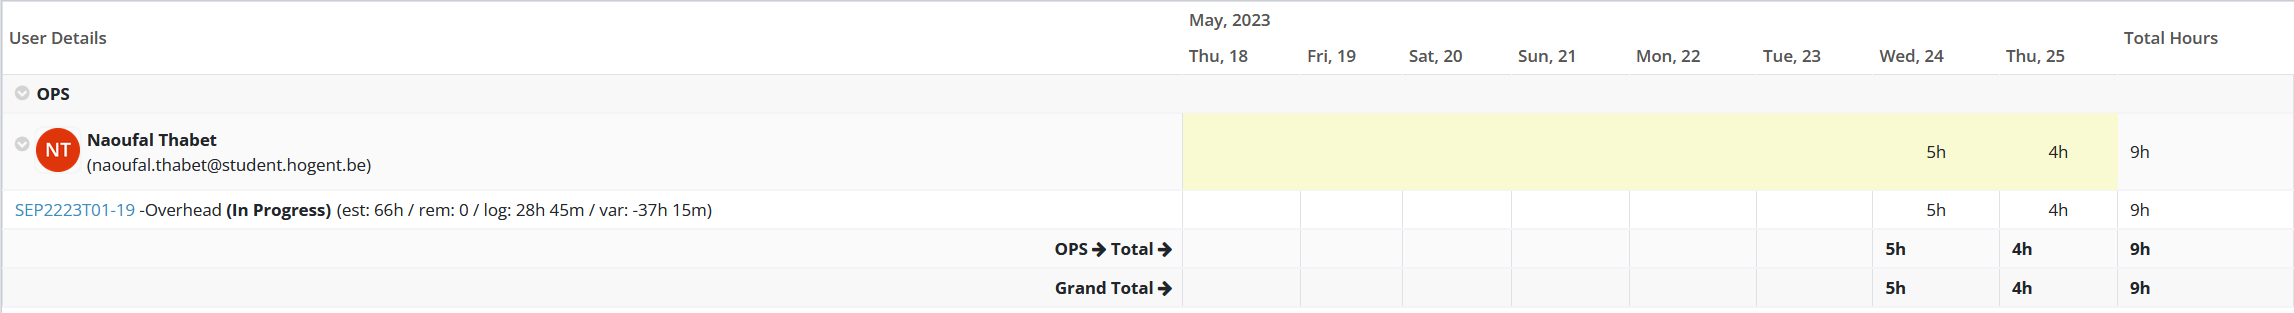 User Details May, 2023 Total Hours
Thu, 18 Fri, 19 Sat, 20 Sun, 21 Mon, 22 Tue, 23 Wed, 24 Thu, 25
OPS
NT Naoufal Thabet
(naoufal.thabet@student.hogent.be) 5h 4h 9h
SEP2223T01-19 -Overhead (In Progress) (est: 66h / rem: 0 / log: 28h 45m / var: -37h 15m) 5h 4h 9h
OPS → Total → 5h 4h 9h
Grand Total → 5h 4h 9h